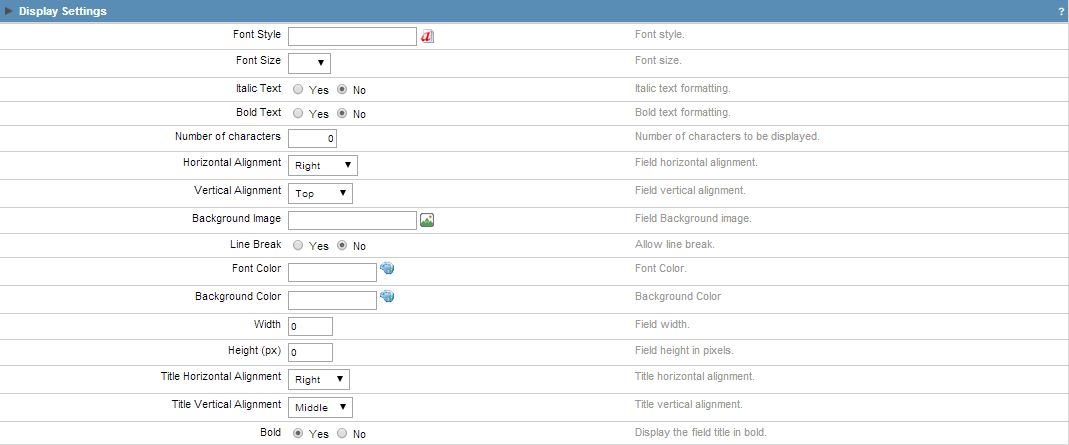 Display Settings ?
Font Style Font style.
Font Size Font size.
Italic Text Yes No Italic text formatting.
Bold Text Yes No Bold text formatting.
Number of characters 0 Number of characters to be displayed.
Horizontal Alignment Right Field horizontal alignment.
Vertical Alignment Top Field vertical alignment.
Background Image Field Background image.
Line Break Yes No Allow line break.
Font Color Font Color.
Background Color Background Color
Width 0 Field width.
Height (px) 0 Field height in pixels.
Title Horizontal Alignment Right Title horizontal alignment.
Title Vertical Alignment Middle Title vertical alignment.
Bold Yes No Display the field title in bold.